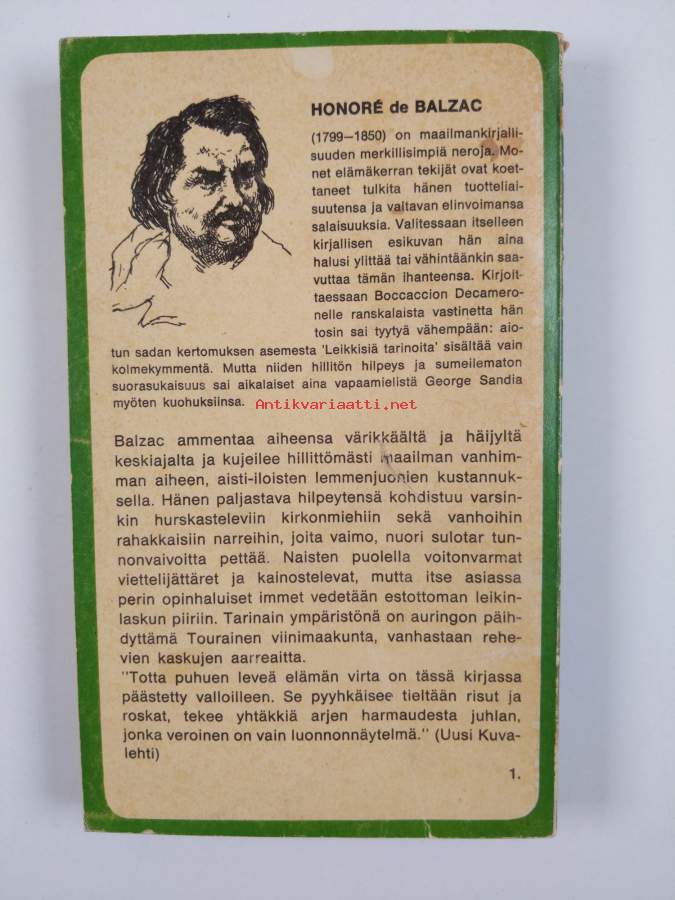 HONORÉ de BALZAC
(1799—1850) on maailmankirjalli-
suuden merkillisimpiä neroja. Mo-
net elämäkerran tekijät ovat koet-
taneet tulkita hänen tuotteliai-
suutensa ja valtavan elinvoimansa
salaisuuksia. Valitessaan itselleen
kirjallisen esikuvan hän aina
halusi ylittää tai vähintäänkin saa-
vuttaa tämän ihanteensa. Kirjoit-
taessaan Boccaccion Decamero-
nelle ranskalaista vastinetta hän
tosin sai tyytyä vähempään: aio-
tun sadan kertomuksen asemesta 'Leikkisiä tarinoita' sisältää vain
kolmekymmentä. Mutta niiden hillitön hilpeys ja sumeilematon
suorasukaisuus sai aikalaiset aina vapaamielistä George Sandia
myöten kuohuksiinsa.
Antikvariaatti.net
Balzac ammentaa aiheensa värikkäältä ja häijyltä
keskiajalta ja kujeilee hillittömästi maailman vanhim-
man aiheen, aisti-iloisten lemmenjuonien kustannuk-
sella. Hänen paljastava hilpeytensä kohdistuu varsin-
kin hurskasteleviin kirkonmiehiin sekä vanhoihin
rahakkaisiin narreihin, joita vaimo, nuori sulotar tun-
nonvaivoitta pettää. Naisten puolella voitonvarmat
viettelijättäret ja kainostelevat, mutta itse asiassa
perin opinhaluiset immet vedetään estottoman leikin-
laskun piiriin. Tarinain ympäristönä on auringon päih-
dyttämä Tourainen viinimaakunta, vanhastaan rehe-
vien kaskujen aarreaitta.
"Totta puhuen leveä elämän virta on tässä kirjassa
päästetty valloilleen. Se pyyhkäisee tieltään risut ja
roskat, tekee yhtäkkiä arjen harmaudesta juhlan,
jonka veroinen on vain luonnonnäytelmä." (Uusi Kuva-
lehti)
1.